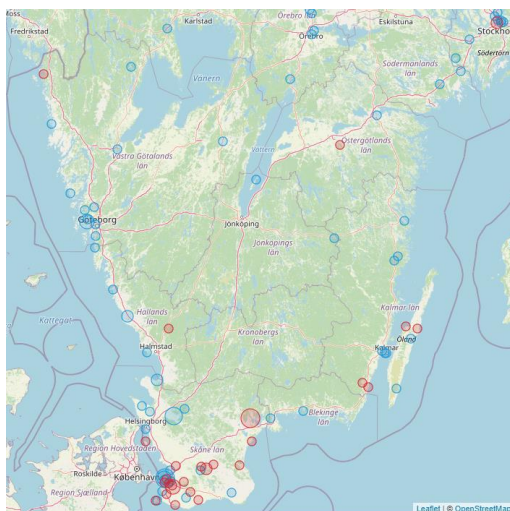 Moss
Fredrikstad
Karlstad
Örebro län
Örebro
Eskilstuna
Stockho
Södertörn
Södermanlands
län
Vänern
Östergötlands
län
Västra Götalands
län
Vättern
Göteborg
Jönköping
Jönköpings
län
Kattegat
Hallands
län
Halmstad
Kronobergs
län
Kalmar län
Öland
Kalmar
Blekinge
län
Helsingborg
Skåne län
Region Hovedstaden
Roskilde
København
Region Sjælland
Leaflet | © OpenStreetMap